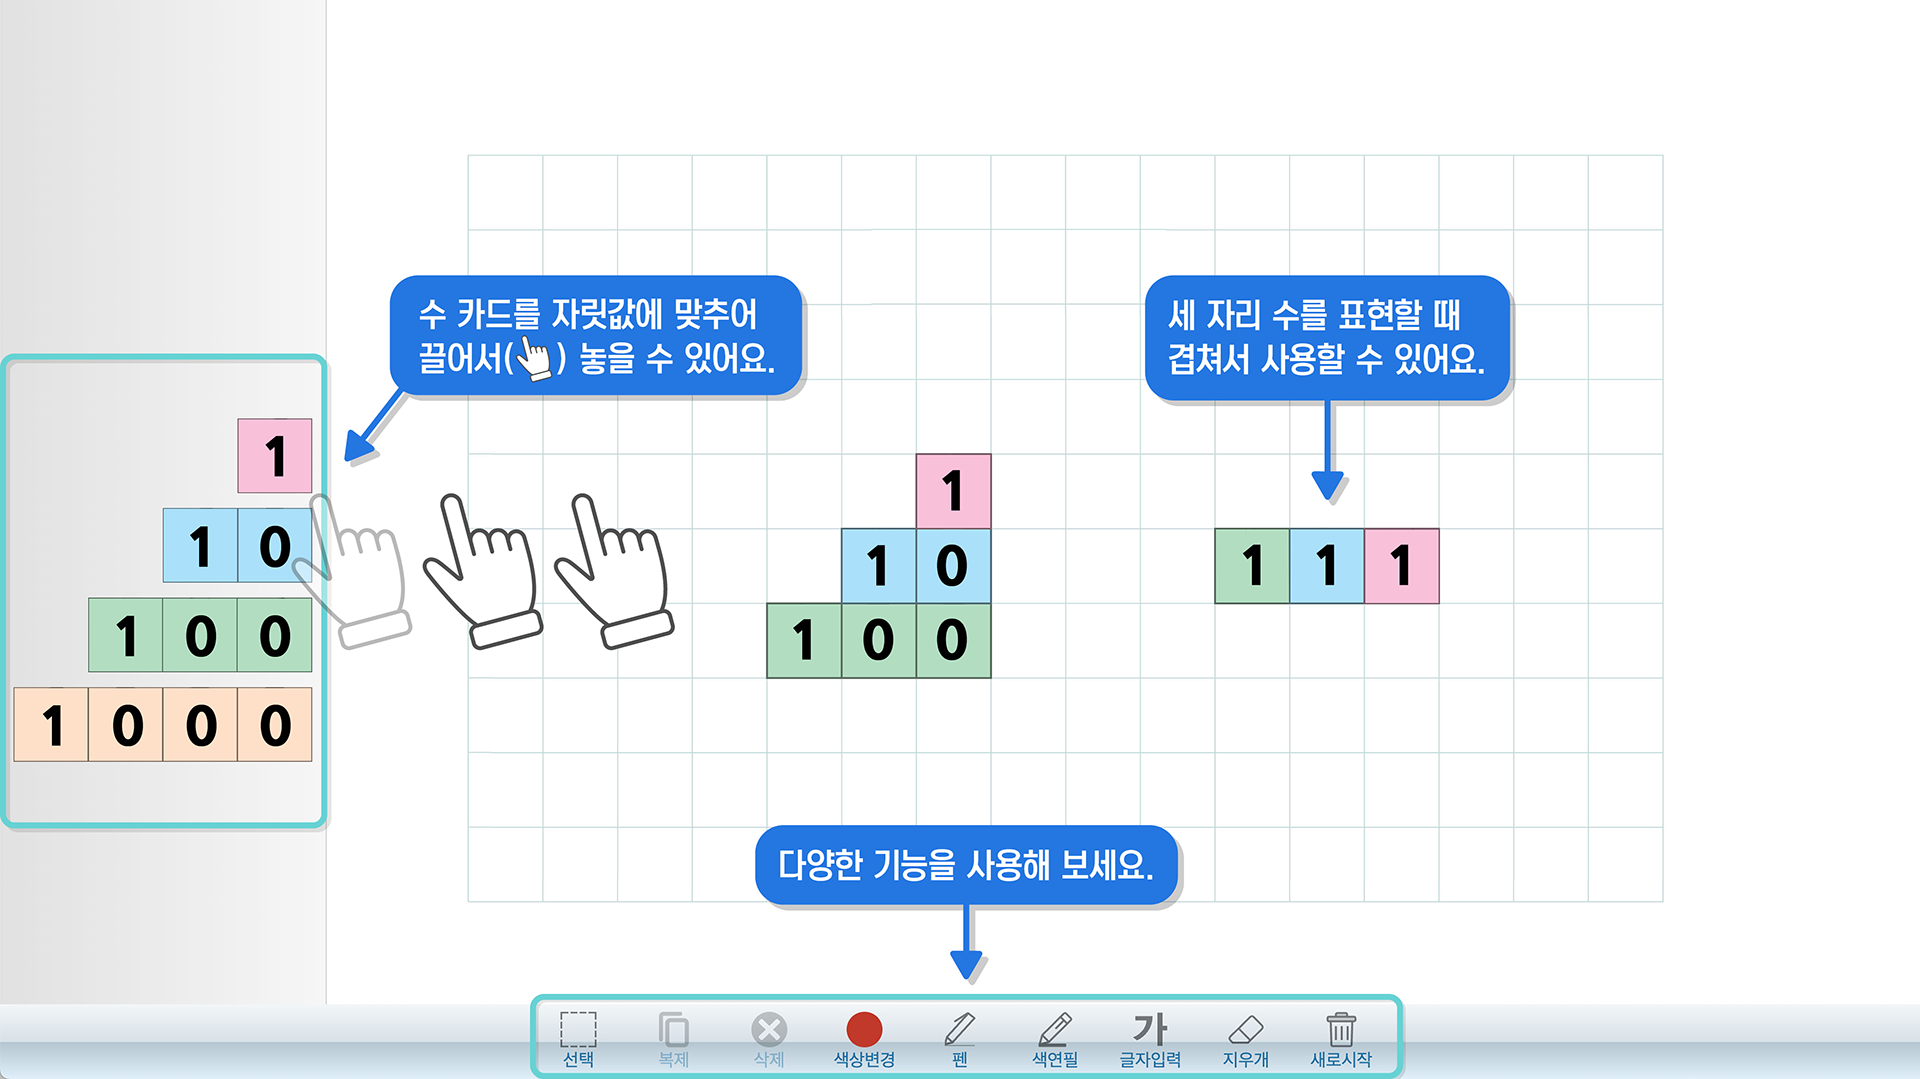 수 카드를 자릿값에 맞추어
끌어서( ) 놓을 수 있어요.
세 자리 수를 표현할 때
겹쳐서 사용할 수 있어요.
1
1 0
1 0 0
1 0 0 0
1
1 0
1 0 0
1 1 1
다양한 기능을 사용해 보세요.
가
선택 복제 삭제 색상변경 펜 색연필 글자입력 지우개 새로시작